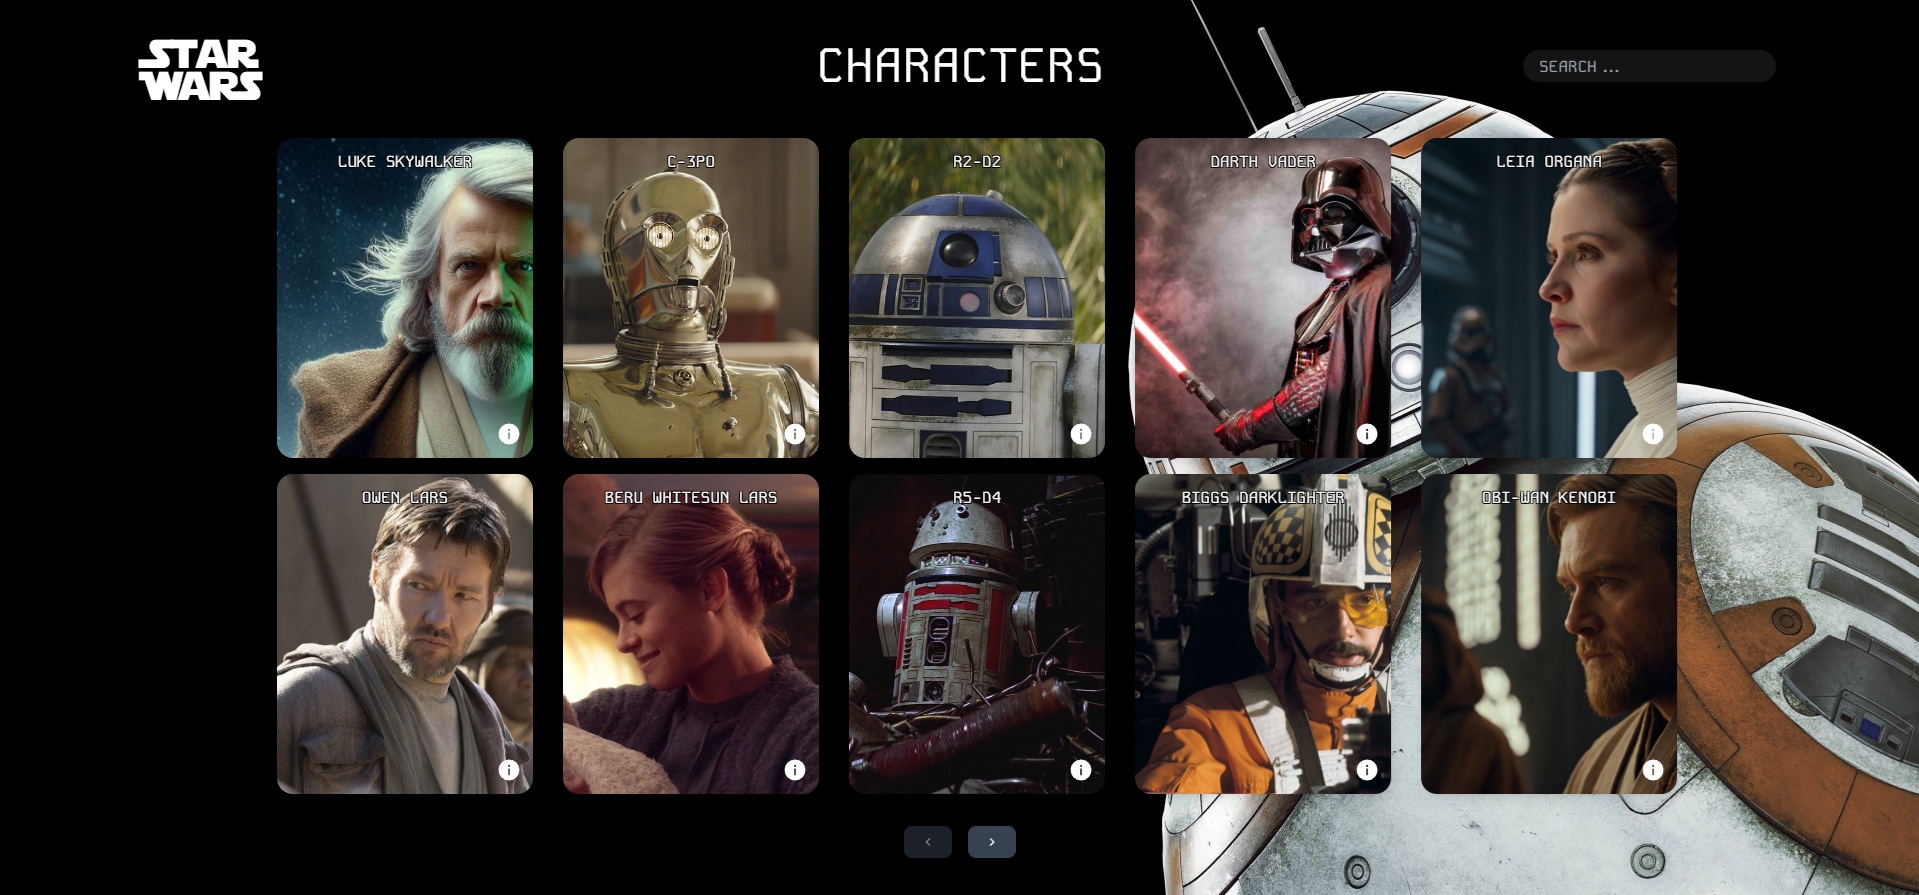 STAR
WARS
CHARACTERS
SEARCH ...
LUKE SKYWALKER
C-3PO
R2-D2
DARTH VADER
LEIA ORGANA
OWEN LARS
BERU WHITESUN LARS
R5-D4
BIGGS DARKLIGHTER
OBI-WAN KENOBI